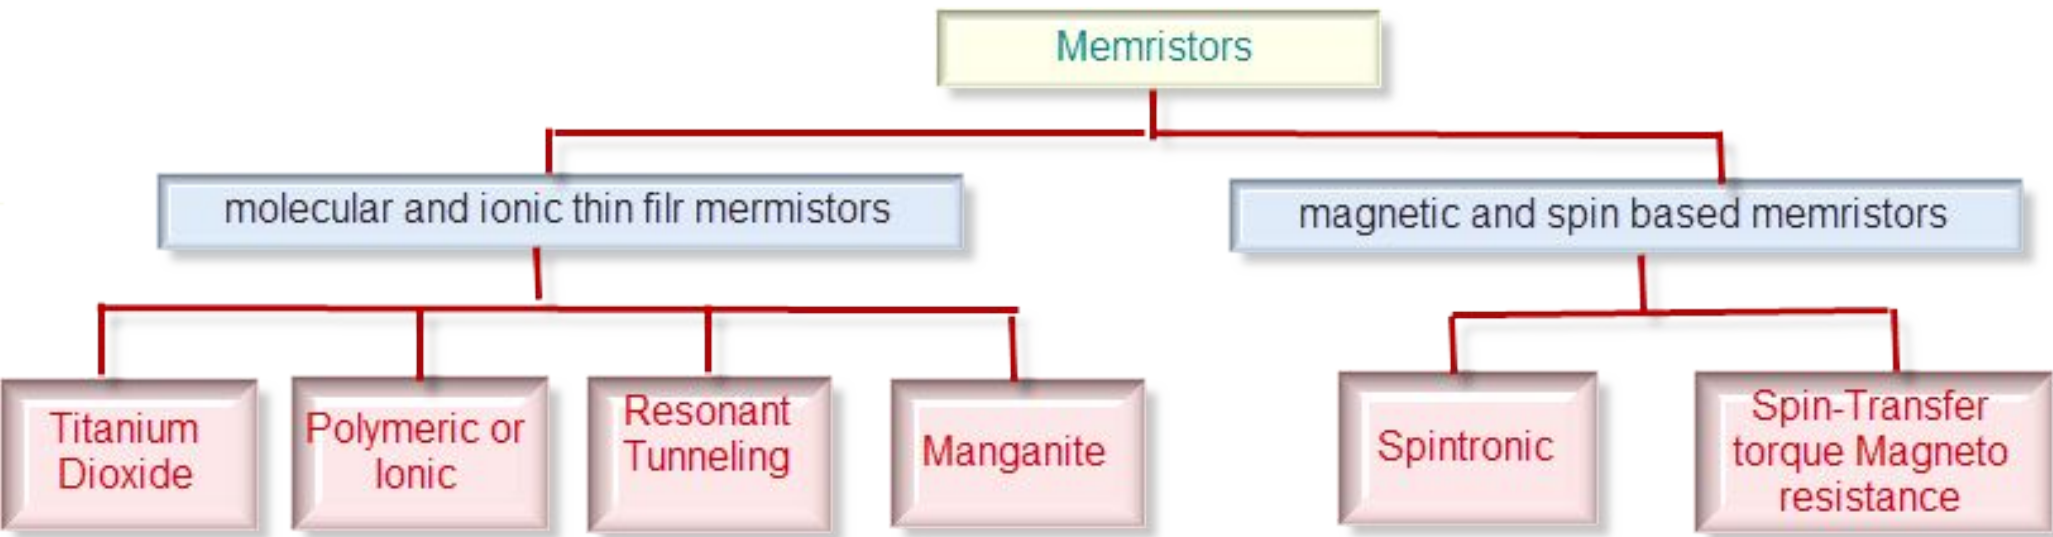 Memristors
molecular and ionic thin filr mermistors
magnetic and spin based memristors
Titanium
Dioxide
Polymeric or
Ionic
Resonant
Tunneling
Manganite
Spintronic
Spin-Transfer
torque Magneto
resistance